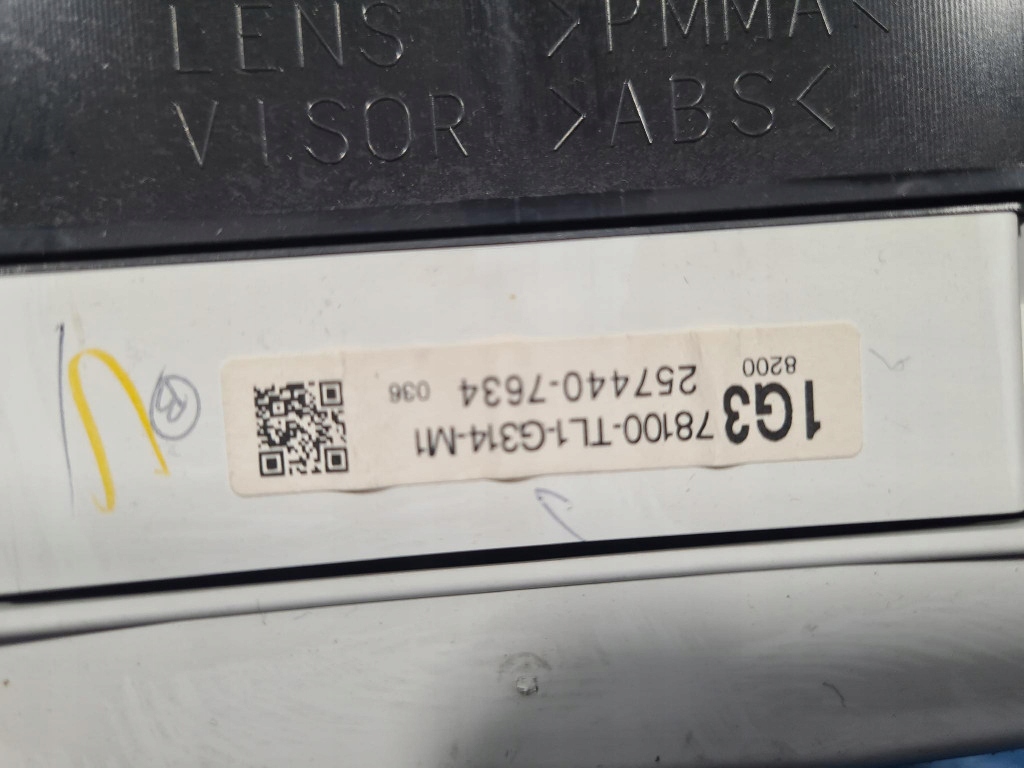 LENS >PMMA<
VISOR >ABS<
1G3 78100-TL1-G314-M1
8200 257440-7634 036
B